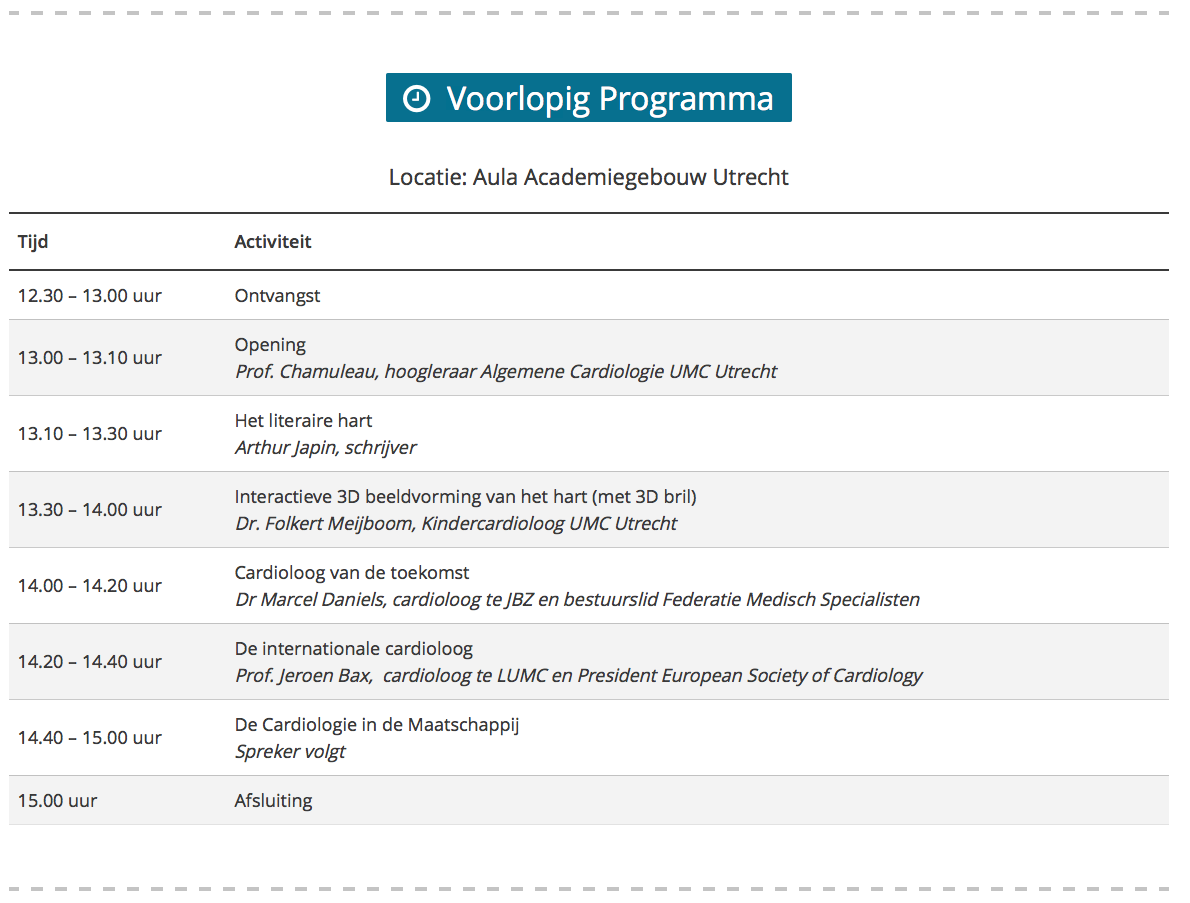 Voorlopig Programma
Locatie: Aula Academiegebouw Utrecht
Tijd Activiteit
12.30 – 13.00 uur Ontvangst
13.00 – 13.10 uur Opening
Prof. Chamuleau, hoogleraar Algemene Cardiologie UMC Utrecht
13.10 – 13.30 uur Het literaire hart
Arthur Japin, schrijver
13.30 – 14.00 uur Interactieve 3D beeldvorming van het hart (met 3D bril)
Dr. Folkert Meijboom, Kindercardioloog UMC Utrecht
14.00 – 14.20 uur Cardioloog van de toekomst
Dr Marcel Daniels, cardioloog te JBZ en bestuurslid Federatie Medisch Specialisten
14.20 – 14.40 uur De internationale cardioloog
Prof. Jeroen Bax,  cardioloog te LUMC en President European Society of Cardiology
14.40 – 15.00 uur De Cardiologie in de Maatschappij
Spreker volgt
15.00 uur Afsluiting